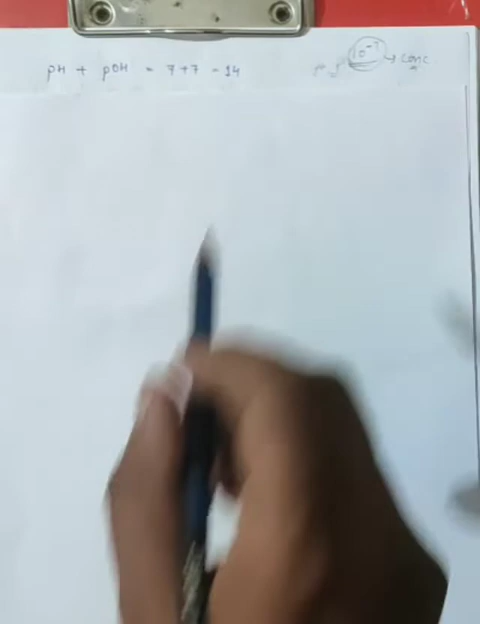 pH + pOH = 7+7 - 14
10⁻⁷ → conc